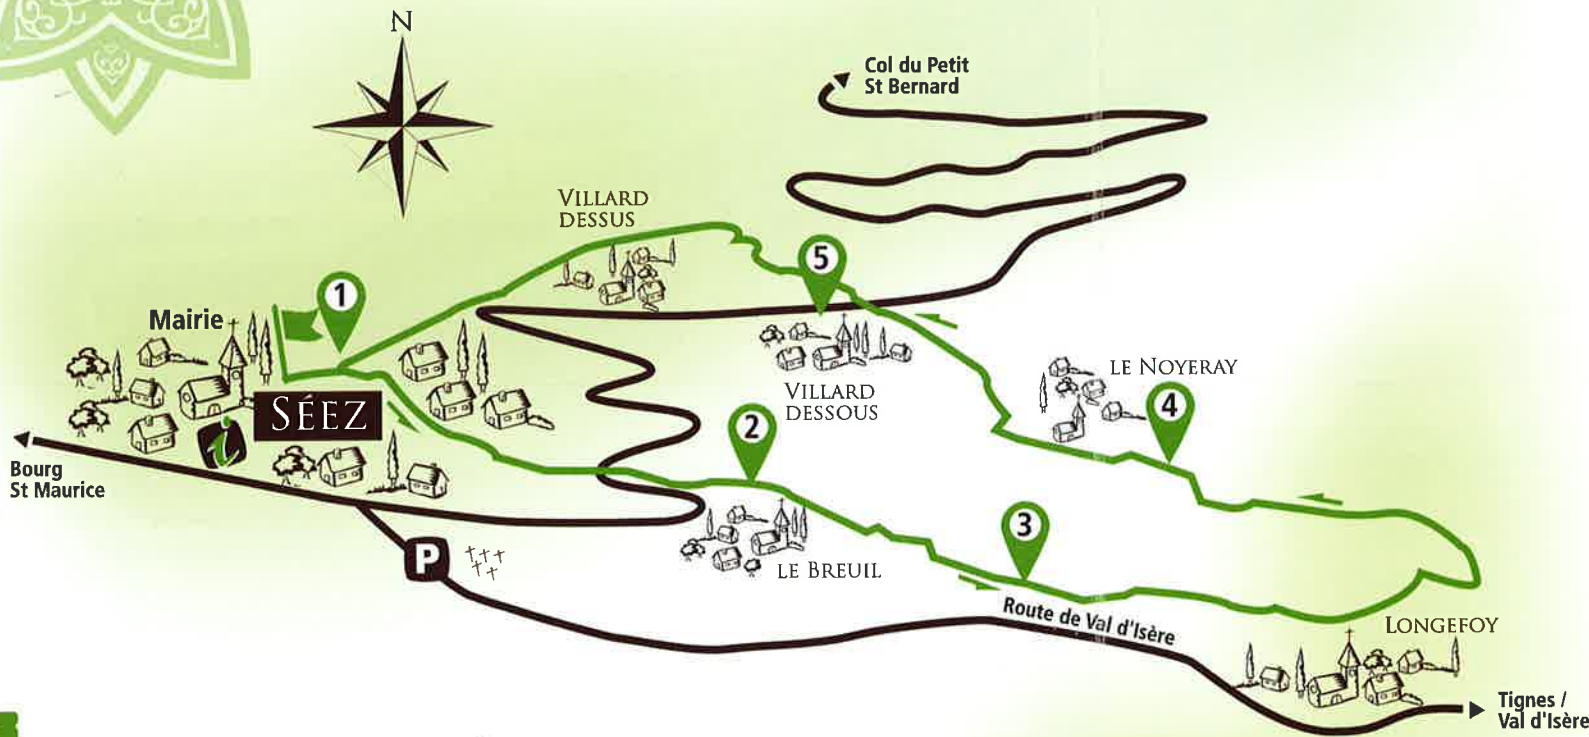 N
Col du Petit
St Bernard
VILLARD
DESSUS
5
1
Mairie
LE NOYERAY
VILLARD
DESSOUS
4
SÉEZ
2
i
Bourg
St Maurice
3
P
LE BREUIL
Route de Val d'Isère
LONGEFOY
Tignes /
Val d'Isère